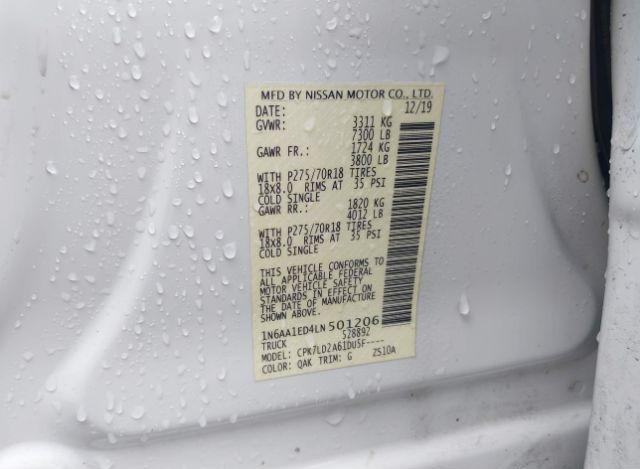 MFD BY NISSAN MOTOR CO., LTD.
DATE: 12/19
GVWR: 3311 KG
7300 LB
GAWR FR.: 1724 KG
3800 LB
WITH P275/70R18 TIRES
18x8.0 RIMS AT 35 PSI
COLD SINGLE
GAWR RR.: 1820 KG
4012 LB
WITH P275/70R18 TIRES
18x8.0 RIMS AT 35 PSI
COLD SINGLE
THIS VEHICLE CONFORMS TO
ALL APPLICABLE FEDERAL
MOTOR VEHICLE SAFETY
STANDARDS IN EFFECT ON
THE DATE OF MANUFACTURE
SHOWN ABOVE.
1N6AA1ED4LN501206
TRUCK 528892
MODEL: CPK7LD2A61DU5F----
COLOR: QAK TRIM: G ZS10A